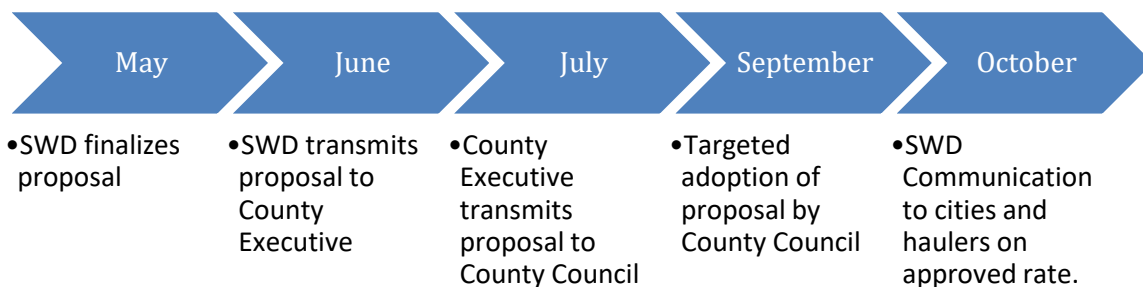 May
June
July
September
October
•SWD finalizes
proposal
•SWD transmits
proposal to
County
Executive
•County
Executive
transmits
proposal to
County Council
•Targeted
adoption of
proposal by
County Council
•SWD
Communication
to cities and
haulers on
approved rate.